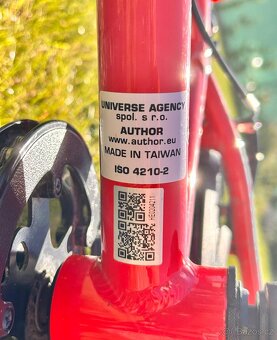 UNIVERSE AGENCY
spol. s r.o.
AUTHOR
www.author.eu
MADE IN TAIWAN
ISO 4210-2